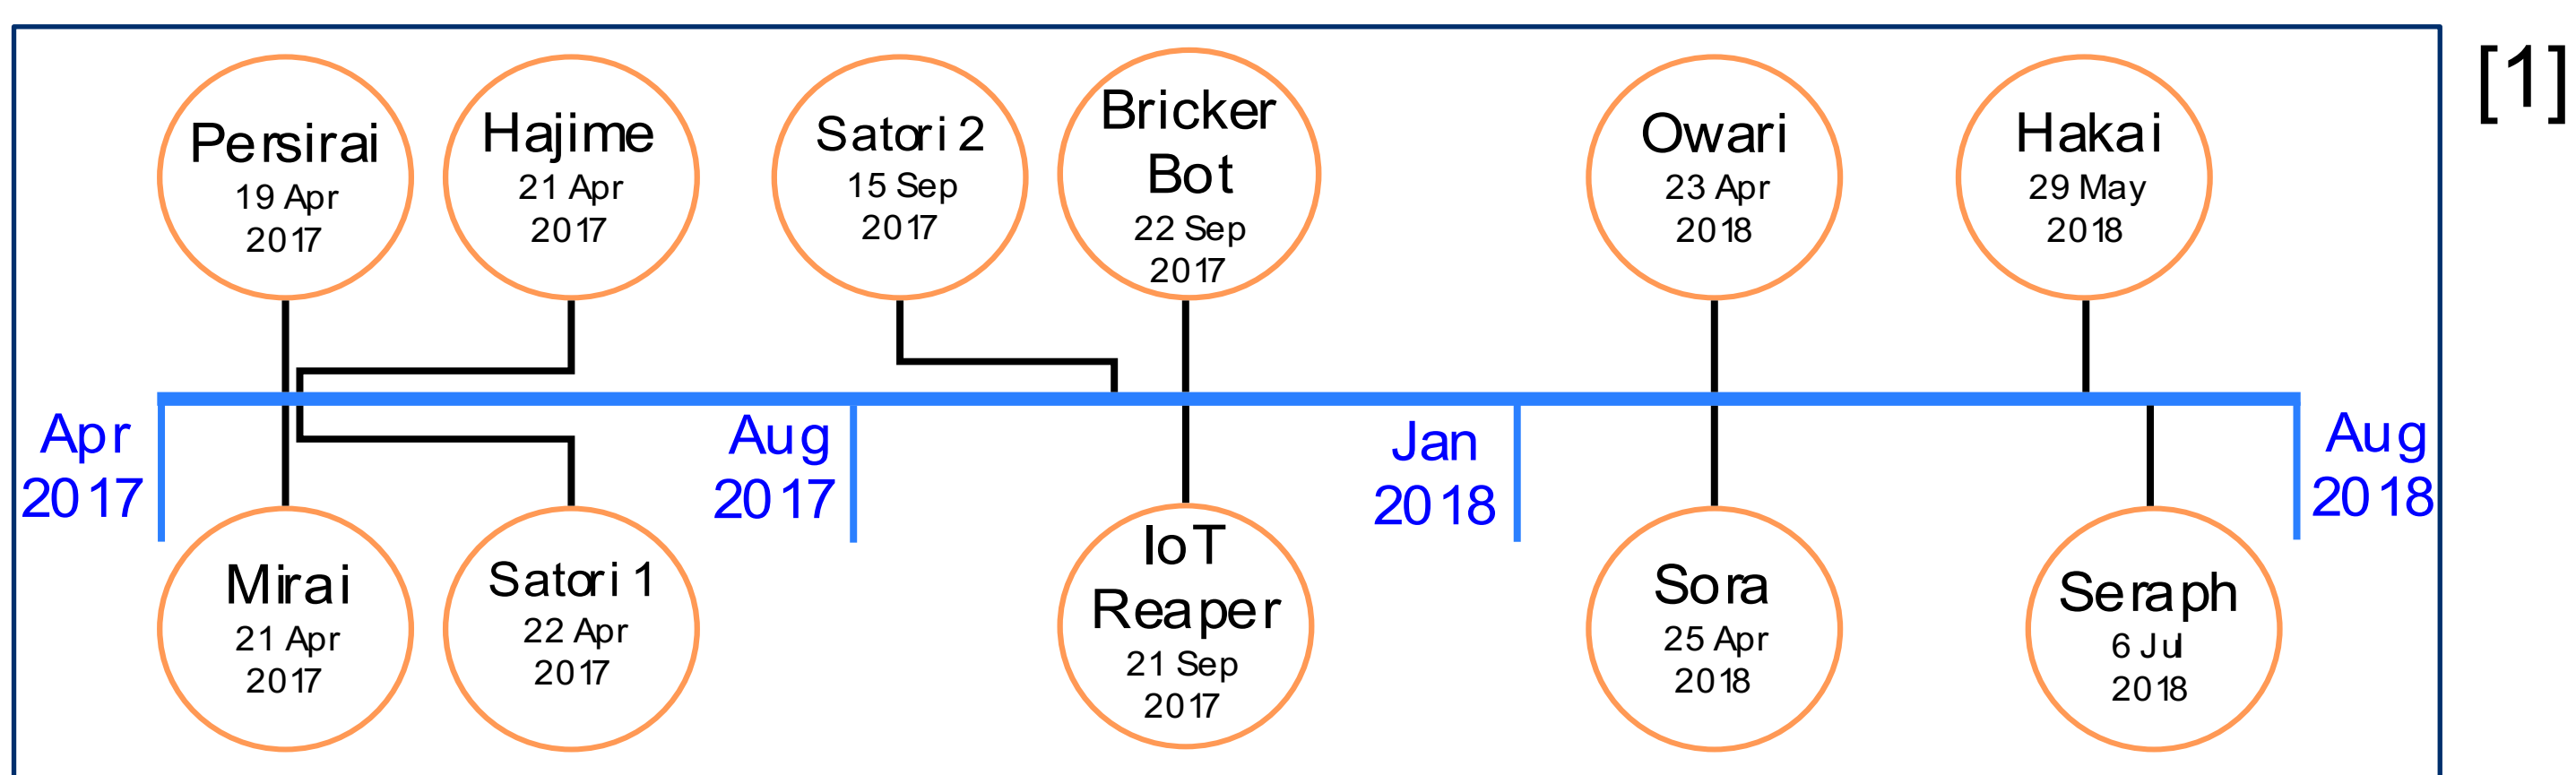 [1]
Persirai
19 Apr
2017
Hajime
21 Apr
2017
Satori 2
15 Sep
2017
Bricker
Bot
22 Sep
2017
Owari
23 Apr
2018
Hakai
29 May
2018
Apr
2017
Aug
2017
Jan
2018
Aug
2018
Mirai
21 Apr
2017
Satori 1
22 Apr
2017
IoT
Reaper
21 Sep
2017
Sora
25 Apr
2018
Seraph
6 Jul
2018